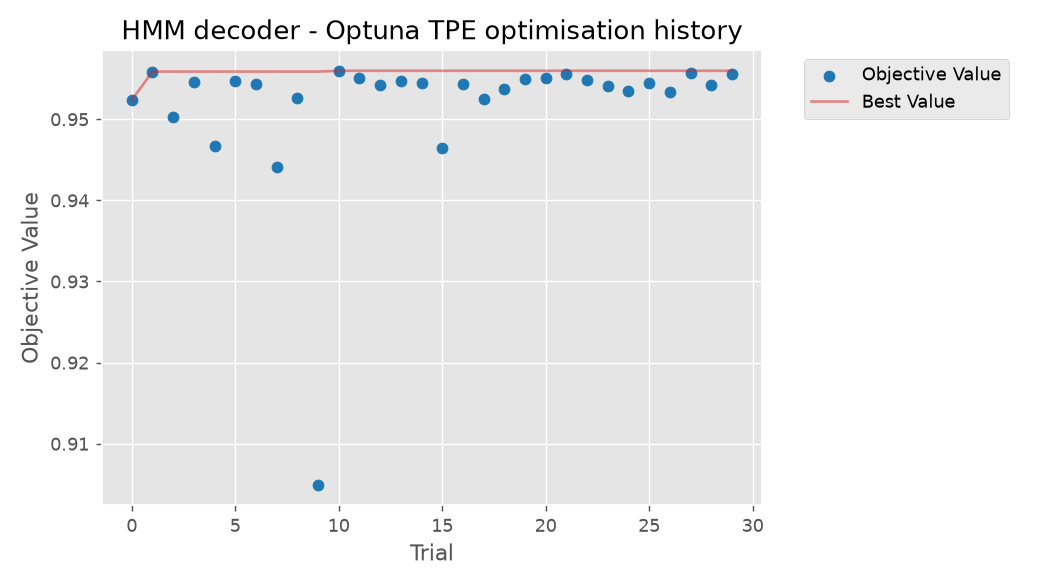 HMM decoder - Optuna TPE optimisation history
Objective Value
Best Value
0.95
0.94
0.93
0.92
0.91
Objective Value
0
5
10
15
20
25
30
Trial